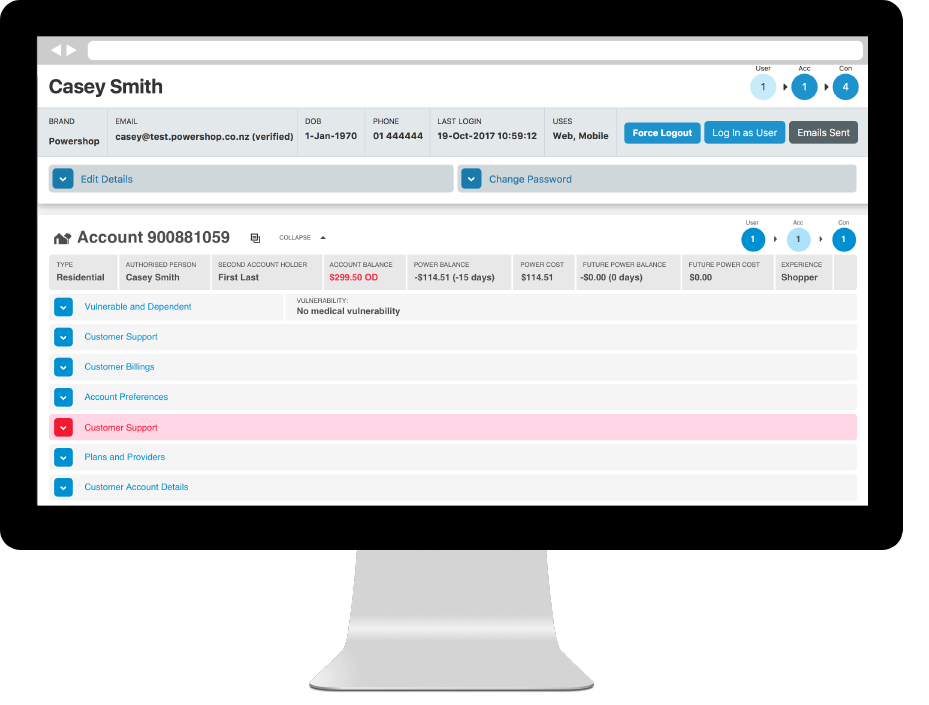 Casey Smith
User Acc Con
1 1 4
BRAND EMAIL DOB PHONE LAST LOGIN USES
Powershop casey@test.powershop.co.nz (verified) 1-Jan-1970 01 444444 19-Oct-2017 10:59:12 Web, Mobile Force Logout Log In as User Emails Sent
Edit Details Change Password
User Acc Con
Account 900881059 COLLAPSE 1 1 1
TYPE AUTHORISED PERSON SECOND ACCOUNT HOLDER ACCOUNT BALANCE POWER BALANCE POWER COST FUTURE POWER BALANCE FUTURE POWER COST EXPERIENCE
Residential Casey Smith First Last $299.50 OD -$114.51 (-15 days) $114.51 -$0.00 (0 days) $0.00 Shopper
Vulnerable and Dependent VULNERABILITY:
No medical vulnerability
Customer Support
Customer Billings
Account Preferences
Customer Support
Plans and Providers
Customer Account Details